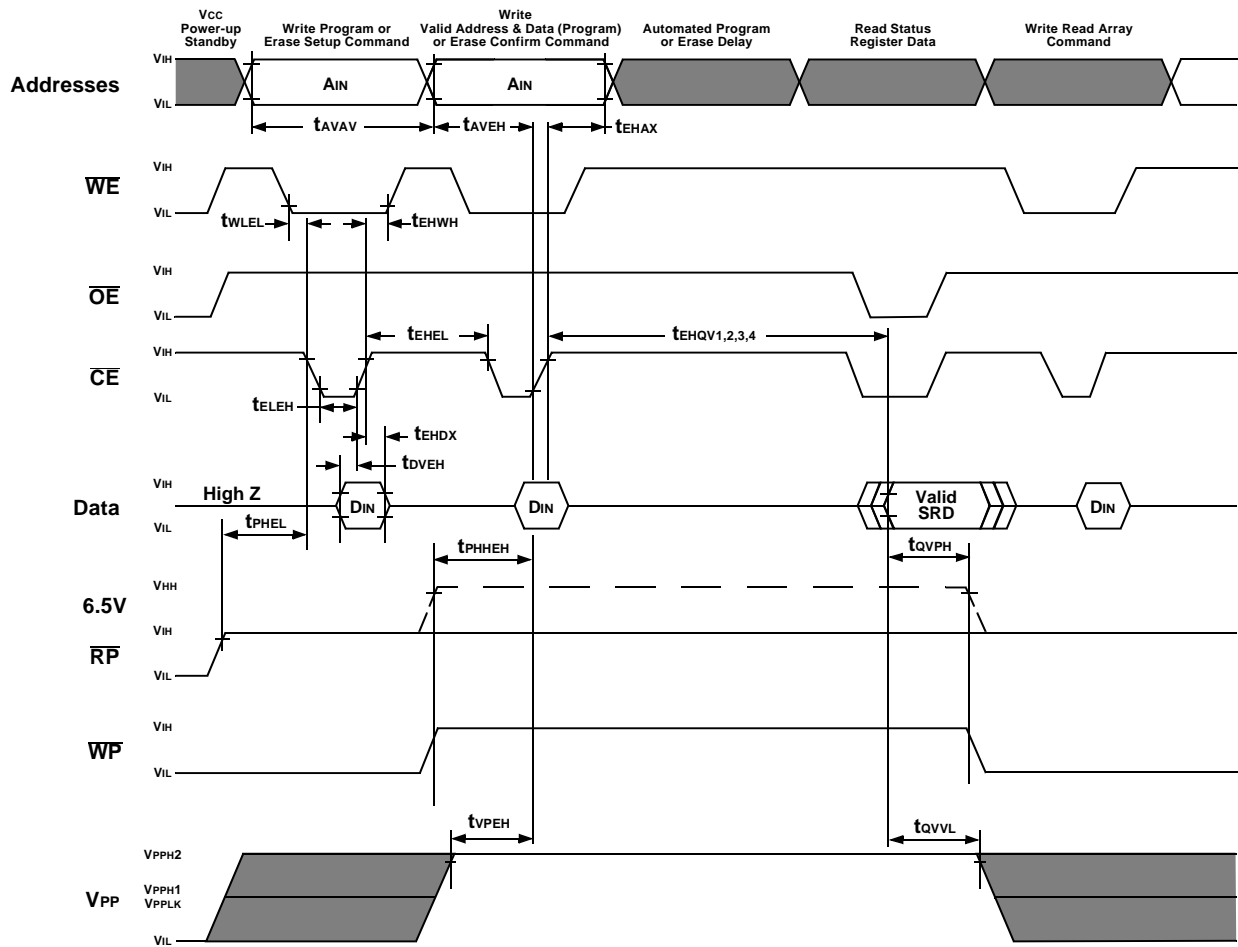 VCC
Power-up
Standby
Write Program or
Erase Setup Command
Write
Valid Address & Data (Program)
or Erase Confirm Command
Automated Program
or Erase Delay
Read Status
Register Data
Write Read Array
Command
Addresses
VIH
VIL
AIN
AIN
tAVAV
tAVEH
tEHAX
WE
VIH
VIL
tWLEL
tEHWH
OE
VIH
VIL
tEHEL
tEHQV1,2,3,4
CE
VIH
VIL
tELEH
tEHDX
tDVEH
Data
VIH
VIL
High Z
DIN
DIN
Valid
SRD
DIN
tPHEL
tPHHEH
tQVPH
6.5V
VHH
VIH
RP
VIL
WP
VIH
VIL
tVPEH
tQVVL
VPP
VPPH2
VPPH1
VPPLK
VIL